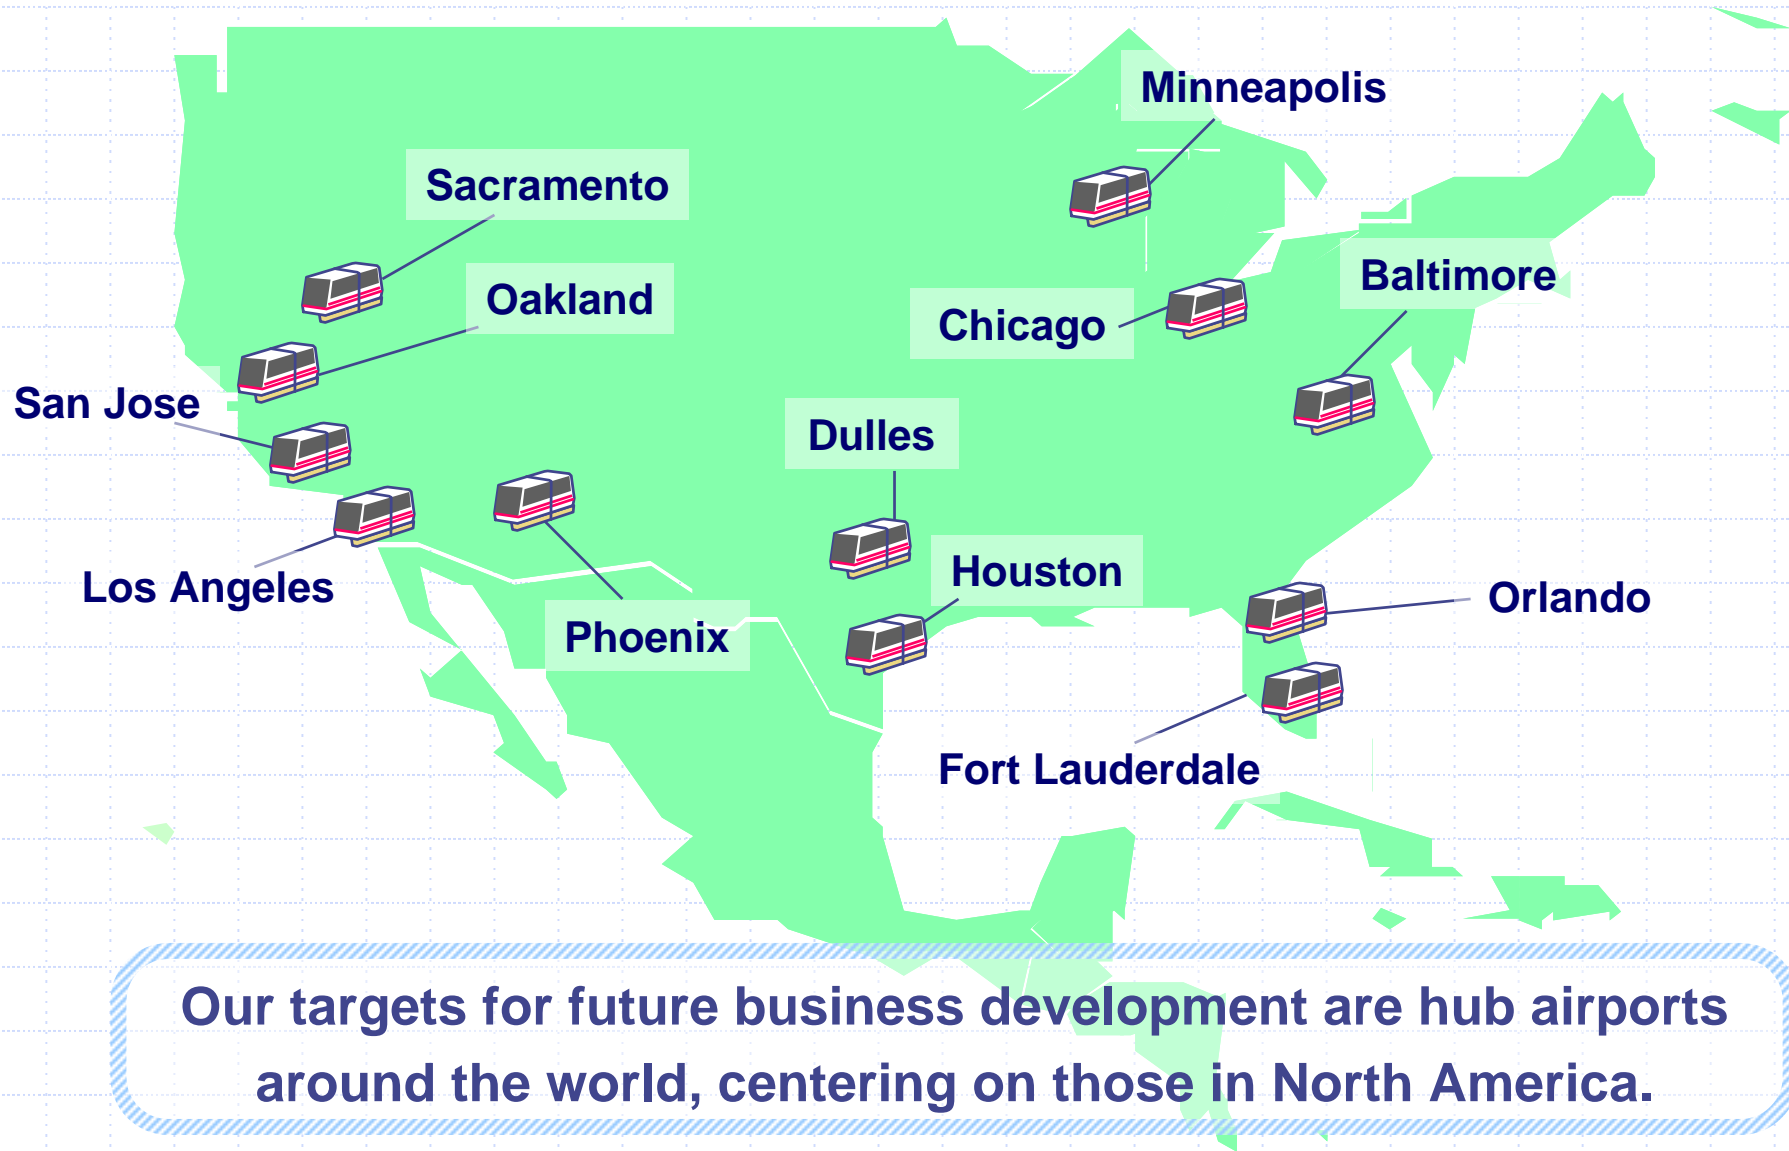 Minneapolis
Sacramento
Baltimore
Oakland
Chicago
San Jose
Dulles
Houston
Los Angeles
Orlando
Phoenix
Fort Lauderdale
Our targets for future business development are hub airports
around the world, centering on those in North America.